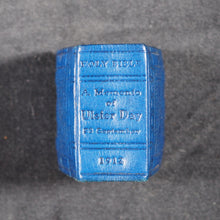 HOLY BIBLE
A Memento
of
Ulster Day
28 September
1912